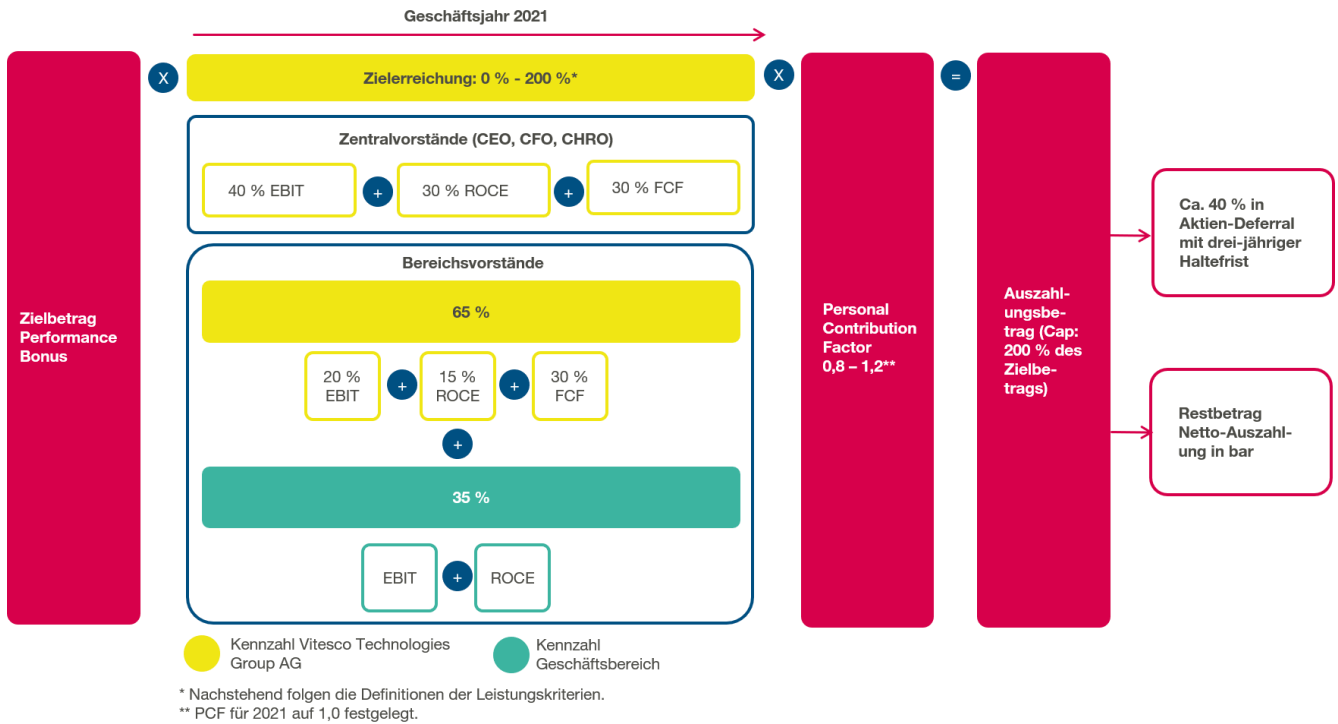 Geschäftsjahr 2021
Zielbetrag
Performance
Bonus
X
Zielerreichung: 0 % - 200 %*
Zentralvorstände (CEO, CFO, CHRO)
40 % EBIT
+
30 % ROCE
+
30 % FCF
Bereichsvorstände
65 %
20 %
EBIT
+
15 %
ROCE
+
30 %
FCF
+
35 %
EBIT
+
ROCE
X
Personal
Contribution
Factor
0,8 – 1,2**
=
Auszahl-
ungsbe-
trag (Cap:
200 % des
Zielbe-
trags)
Ca. 40 % in
Aktien-Deferral
mit drei-jähriger
Haltefrist
Restbetrag
Netto-Auszahl-
ung in bar
Kennzahl Vitesco Technologies
Group AG
Kennzahl
Geschäftsbereich
* Nachstehend folgen die Definitionen der Leistungskriterien.
** PCF für 2021 auf 1,0 festgelegt.